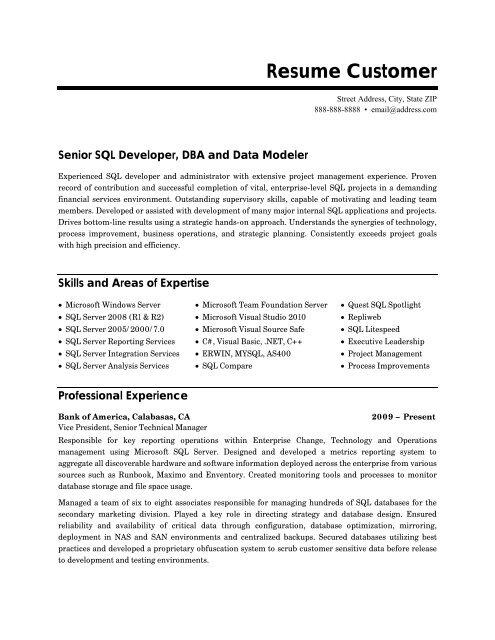 Resume Customer
Street Address, City, State ZIP
888-888-8888 • email@address.com
Senior SQL Developer, DBA and Data Modeler
Experienced SQL developer and administrator with extensive project management experience. Proven
record of contribution and successful completion of vital, enterprise-level SQL projects in a demanding
financial services environment. Outstanding supervisory skills, capable of motivating and leading team
members. Developed or assisted with development of many major internal SQL applications and projects.
Drives bottom-line results using a strategic hands-on approach. Understands the synergies of technology,
process improvement, business operations, and strategic planning. Consistently exceeds project goals
with high precision and efficiency.
Skills and Areas of Expertise
• Microsoft Windows Server
• SQL Server 2008 (R1 & R2)
• SQL Server 2005/2000/7.0
• SQL Server Reporting Services
• SQL Server Integration Services
• SQL Server Analysis Services
• Microsoft Team Foundation Server
• Microsoft Visual Studio 2010
• Microsoft Visual Source Safe
• C#, Visual Basic, .NET, C++
• ERWIN, MYSQL, AS400
• SQL Compare
• Quest SQL Spotlight
• Repliweb
• SQL Litespeed
• Executive Leadership
• Project Management
• Process Improvements
Professional Experience
Bank of America, Calabasas, CA 2009 – Present
Vice President, Senior Technical Manager
Responsible for key reporting operations within Enterprise Change, Technology and Operations
management using Microsoft SQL Server. Designed and developed a metrics reporting system to
aggregate all discoverable hardware and software information deployed across the enterprise from various
sources such as Runbook, Maximo and Enventory. Created monitoring tools and processes to monitor
database storage and file space usage.
Managed a team of six to eight associates responsible for managing hundreds of SQL databases for the
secondary marketing division. Played a key role in directing strategy and database design. Ensured
reliability and availability of critical data through configuration, database optimization, mirroring,
deployment in NAS and SAN environments and centralized backups. Secured databases utilizing best
practices and developed a proprietary obfuscation system to scrub customer sensitive data before release
to development and testing environments.